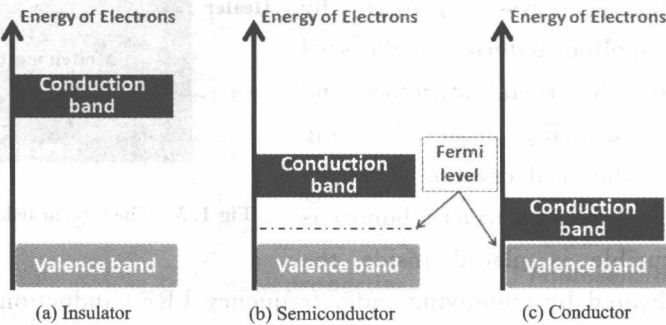 Energy of Electrons
Conduction
band
Valence band
(a) Insulator
Energy of Electrons
Conduction
band
Valence band
(b) Semiconductor
Fermi
level
Energy of Electrons
Conduction
band
Valence band
(c) Conductor